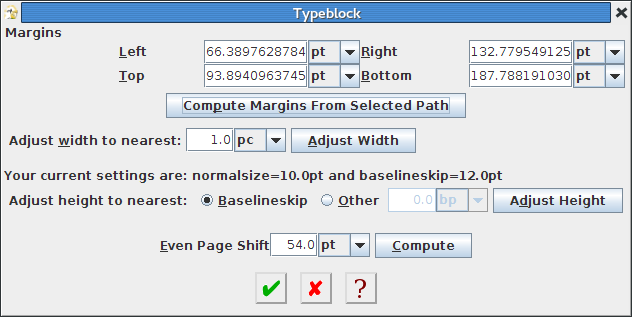 Typeblock
Margins
Left 66.3897628784 pt Right 132.779549125 pt
Top 93.8940963745 pt Bottom 187.788191030 pt
Compute Margins From Selected Path
Adjust width to nearest: 1.0 pc Adjust Width
Your current settings are: normalsize=10.0pt and baselineskip=12.0pt
Adjust height to nearest: Baselineskip Other 0.0 bp Adjust Height
Even Page Shift 54.0 pt Compute
?